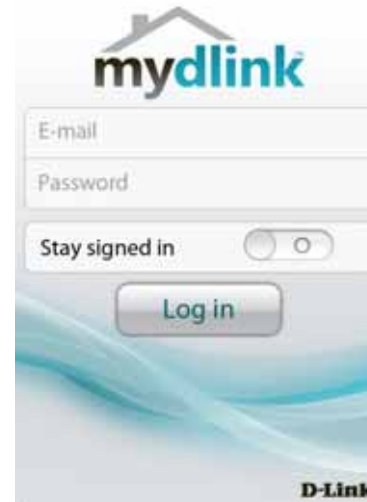 mydlink
E-mail
Password
Stay signed in
Log in
D-Link